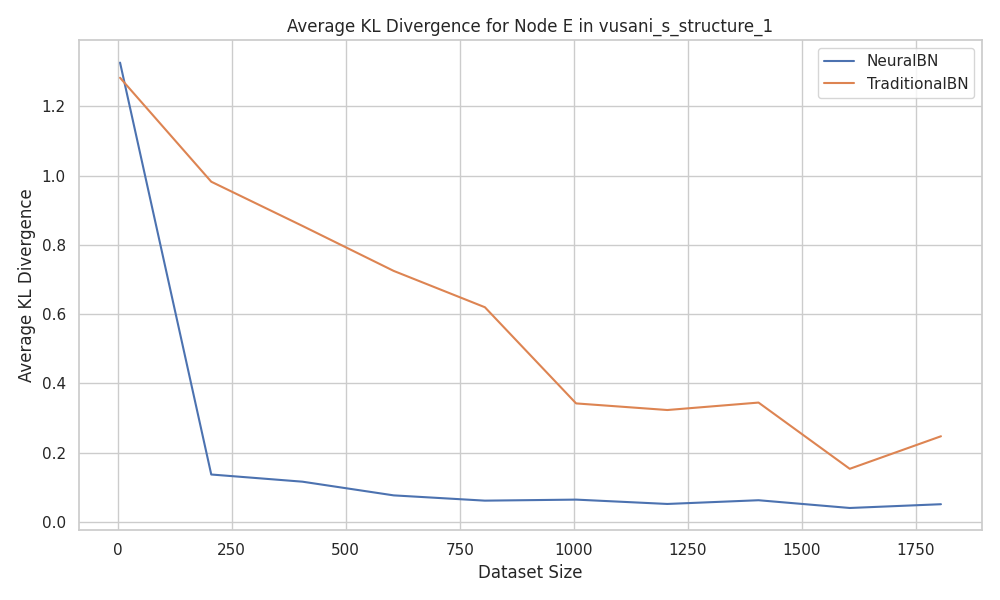 Average KL Divergence for Node E in vusani_s_structure_1
NeuralBN
TraditionalBN
Average KL Divergence
1.2
1.0
0.8
0.6
0.4
0.2
0.0
0 250 500 750 1000 1250 1500 1750
Dataset Size